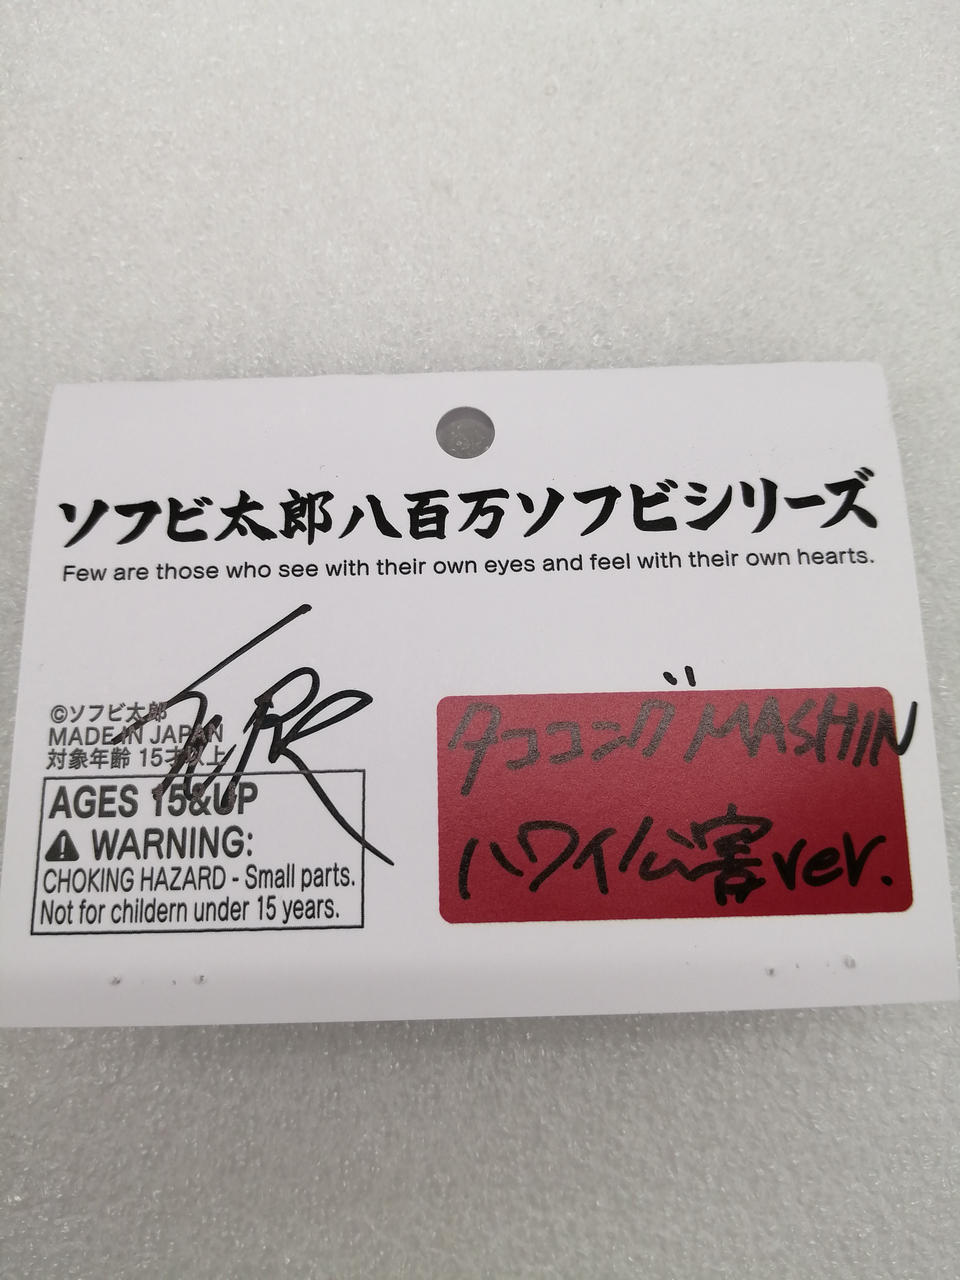 ソフビ太郎八百万ソフビシリーズ
Few are those who see with their own eyes and feel with their own hearts.
©ソフビ太郎
MADE IN JAPAN
対象年齢 15才以上
AGES 15&UP
WARNING:
CHOKING HAZARD - Small parts.
Not for childern under 15 years.
タココング MASHIN
ハワイ公害ver.